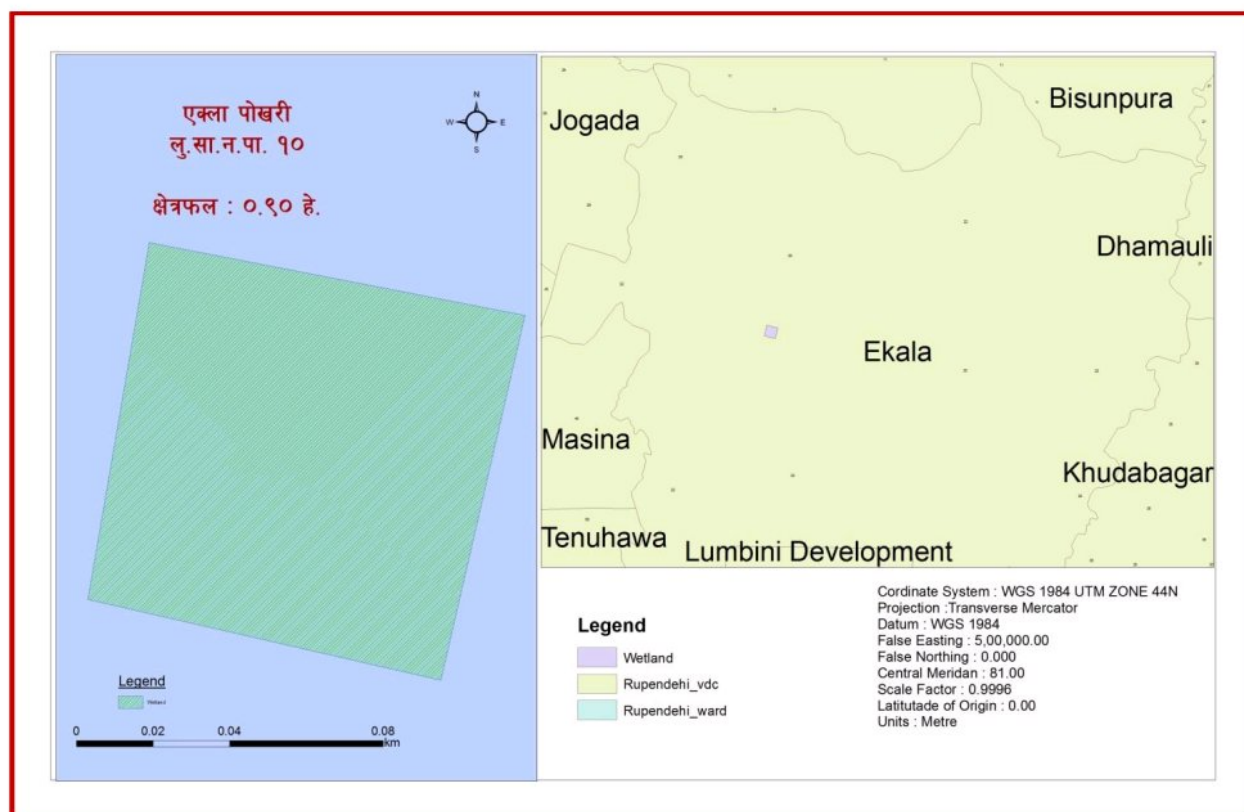 एक्ला पोखरी
लु.सा.न.पा. १०
क्षेत्रफल : ०.९० हे.
N
W
E
S
Legend
Wetland
0
0.02
0.04
0.08
km
Jogada
Bisunpura
Dhamauli
Ekala
Masina
Khudabagar
Tenuhawa
Lumbini Development
Legend
Wetland
Rupendehi_vdc
Rupendehi_ward
Cordinate System : WGS 1984 UTM ZONE 44N
Projection :Transverse Mercator
Datum : WGS 1984
False Easting : 5,00,000.00
False Northing : 0.000
Central Meridan : 81.00
Scale Factor : 0.9996
Latitutade of Origin : 0.00
Units : Metre